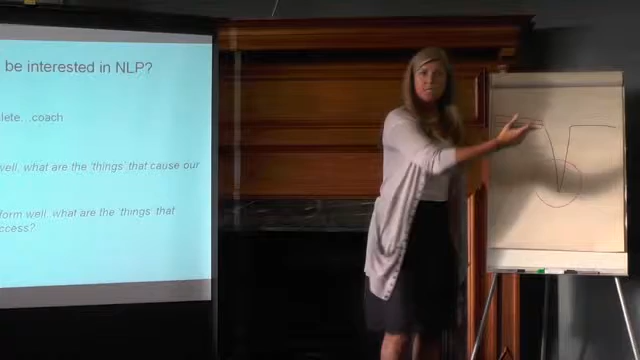 be interested in NLP?
lete…coach
well, what are the 'things' that cause our
form well, what are the 'things' that
ccess?